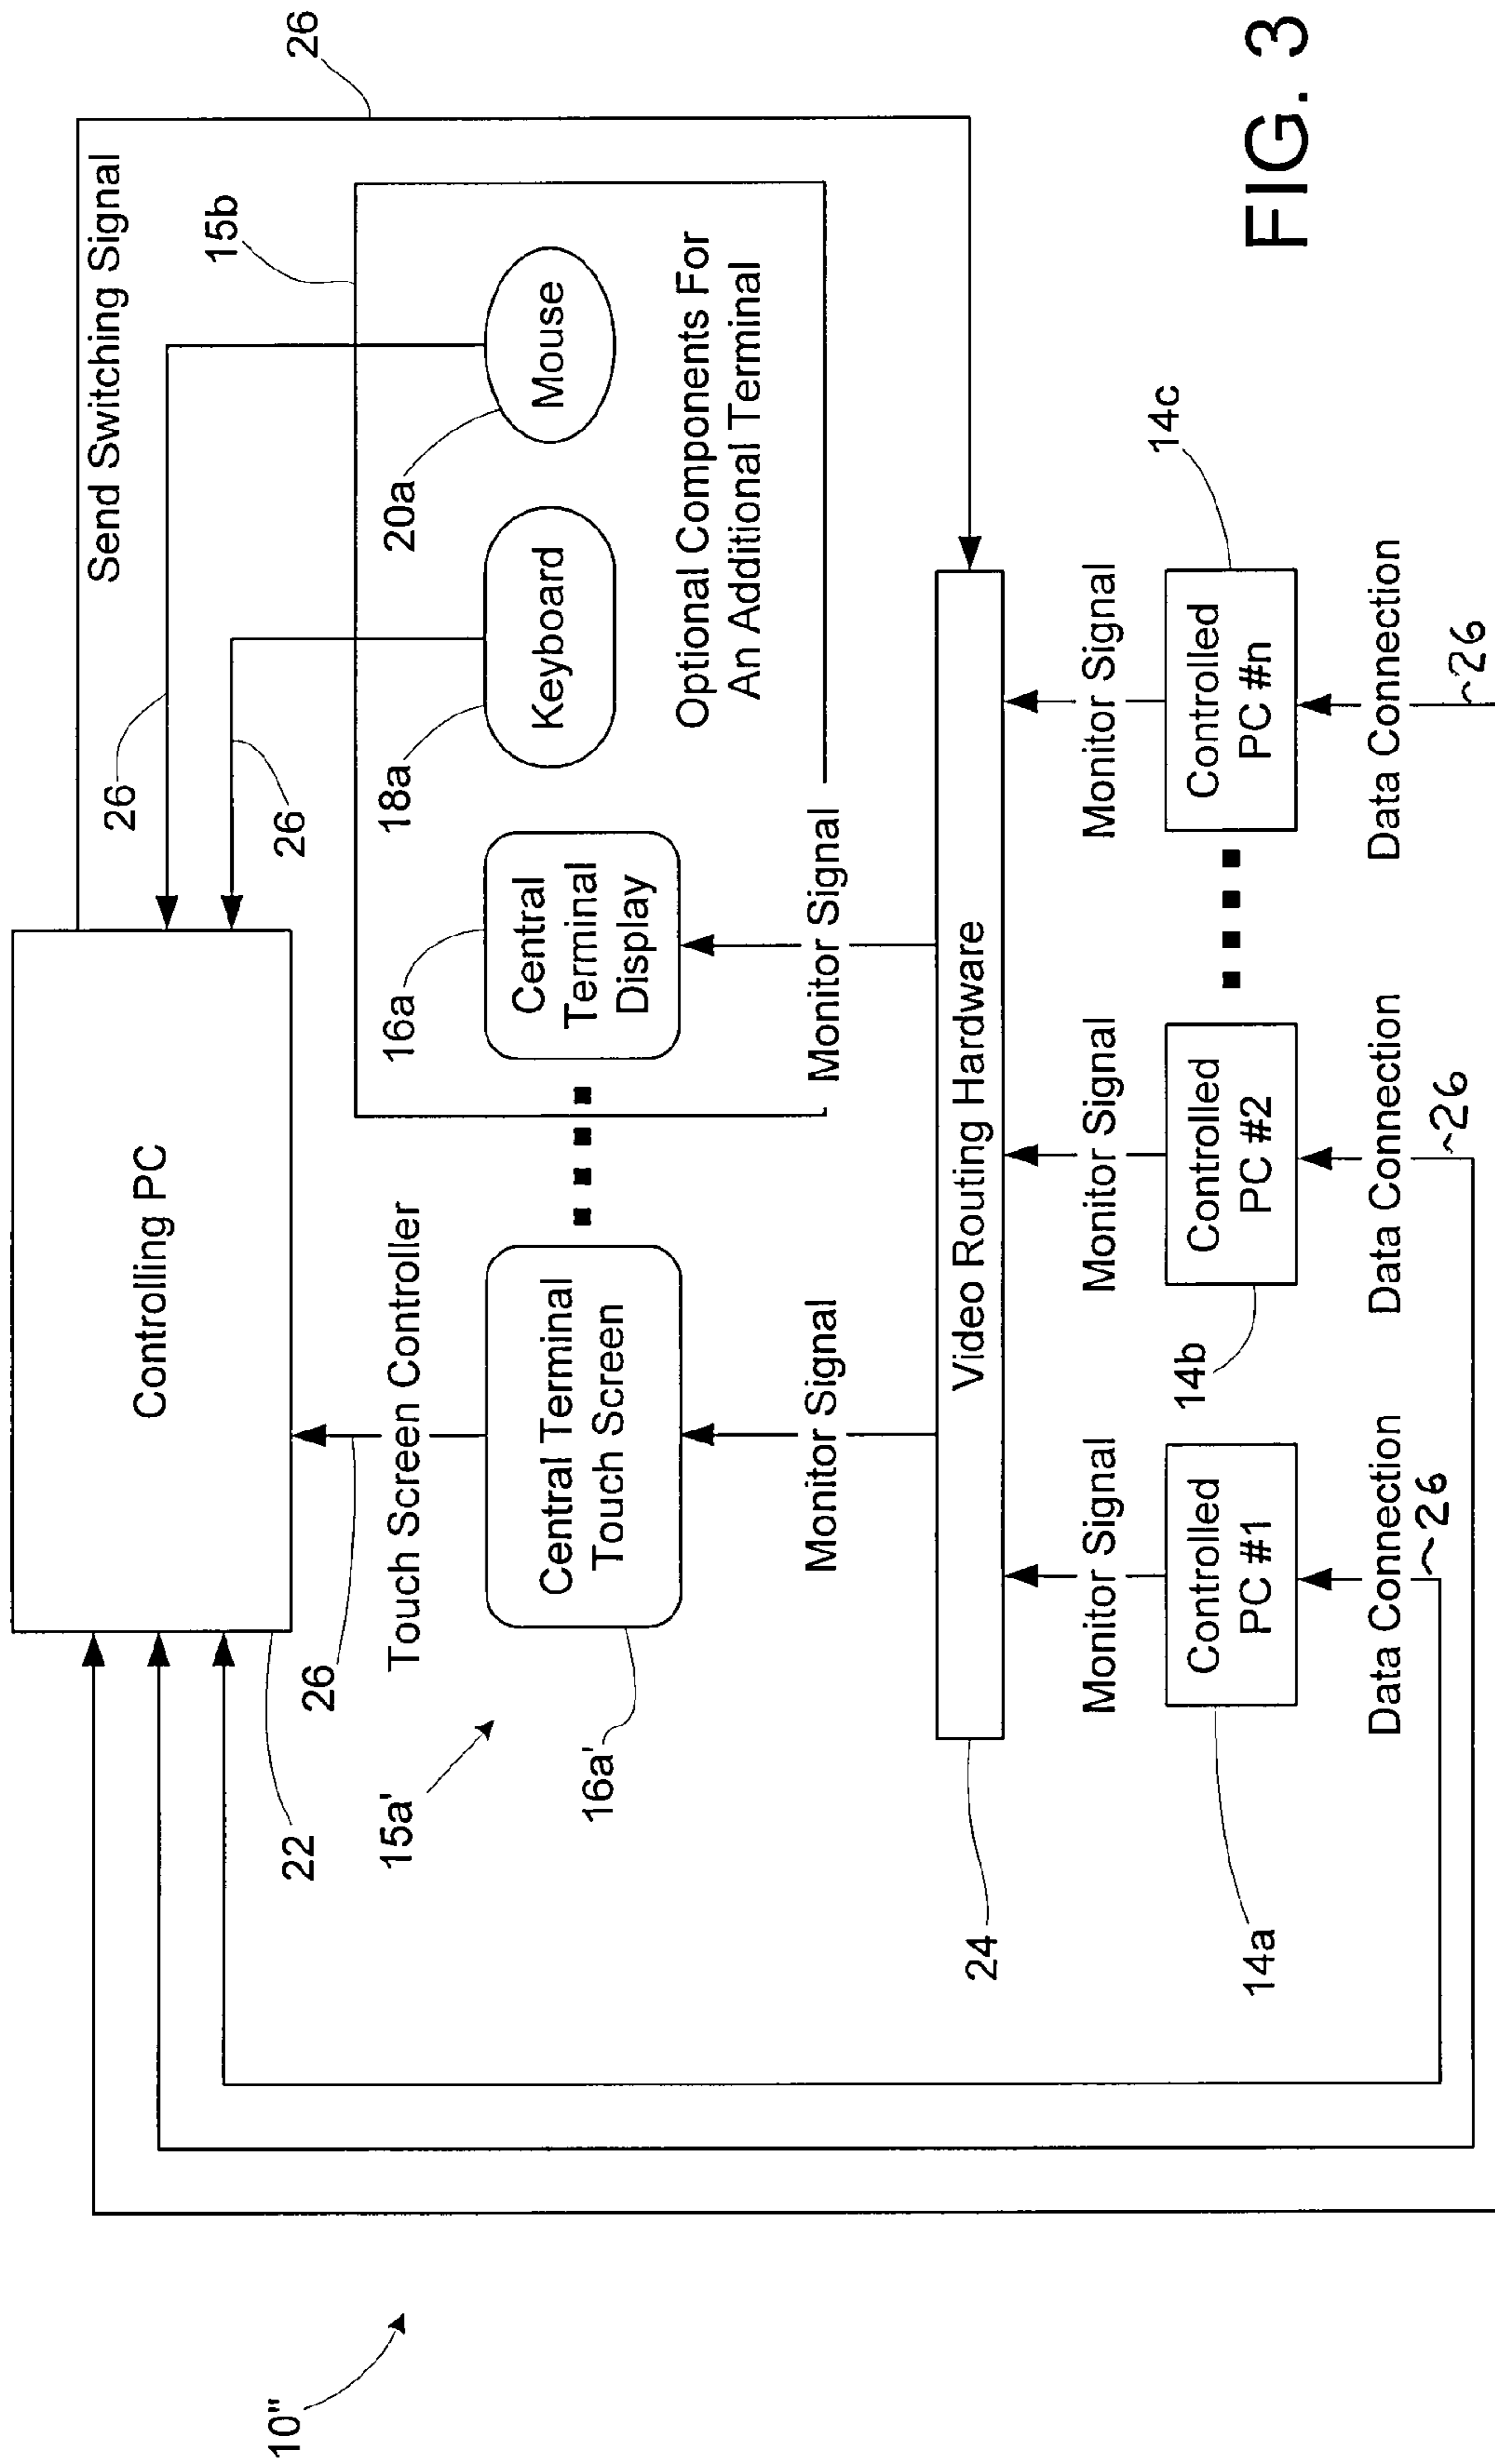 10"
Controlling PC
22
Send Switching Signal
26
26
26
15b
26
Touch Screen Controller
15a'
Central Terminal
Touch Screen
16a'
16a
Central
Terminal
Display
18a
Keyboard
20a
Mouse
Optional Components For
An Additional Terminal
Monitor Signal
Monitor Signal
Video Routing Hardware
24
Monitor Signal
Monitor Signal
Monitor Signal
Controlled
PC #1
14a
Controlled
PC #2
14b
Controlled
PC #n
14c
Data Connection
~26
Data Connection
~26
Data Connection
~26
FIG. 3